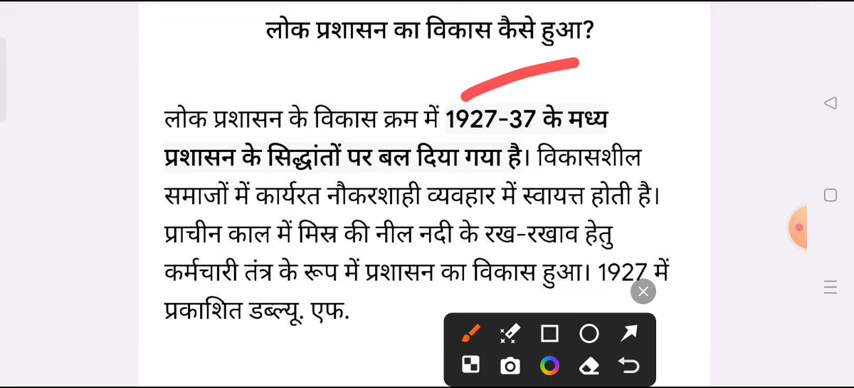 लोक प्रशासन का विकास कैसे हुआ?
लोक प्रशासन के विकास क्रम में 1927-37 के मध्य
प्रशासन के सिद्धांतों पर बल दिया गया है। विकासशील
समाजों में कार्यरत नौकरशाही व्यवहार में स्वायत्त होती है।
प्राचीन काल में मिस्र की नील नदी के रख-रखाव हेतु
कर्मचारी तंत्र के रूप में प्रशासन का विकास हुआ। 1927 में
प्रकाशित डब्ल्यू. एफ.